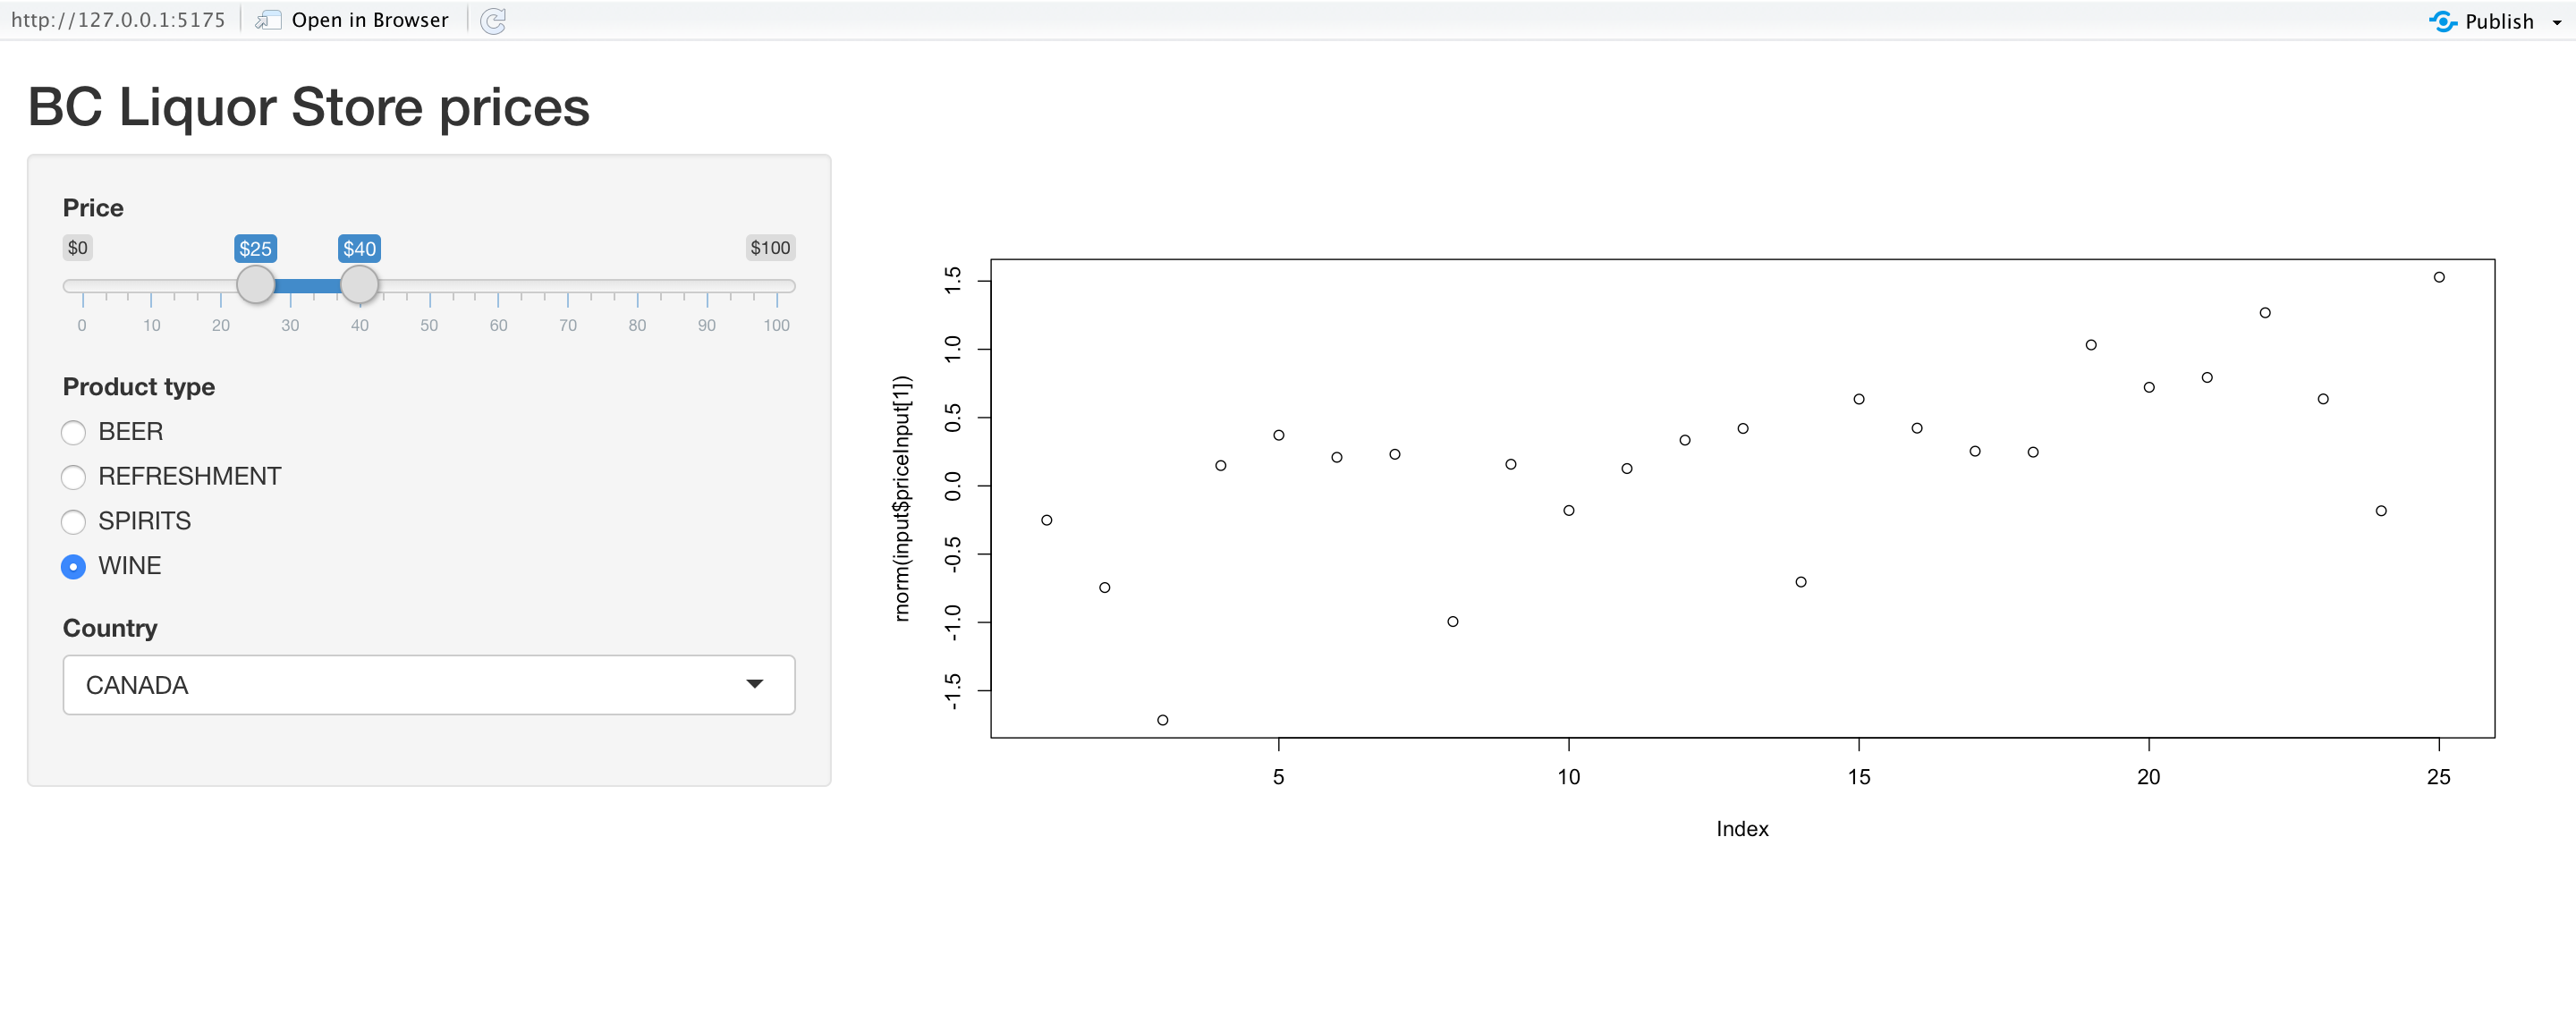 http://127.0.0.1:5175 Open in Browser Publish
BC Liquor Store prices
Price
$0 $25 $40 $100
0 10 20 30 40 50 60 70 80 90 100
Product type
BEER
REFRESHMENT
SPIRITS
WINE
Country
CANADA
rnorm(input$priceInput[1])
1.5
1.0
0.5
0.0
-0.5
-1.0
-1.5
5 10 15 20 25
Index